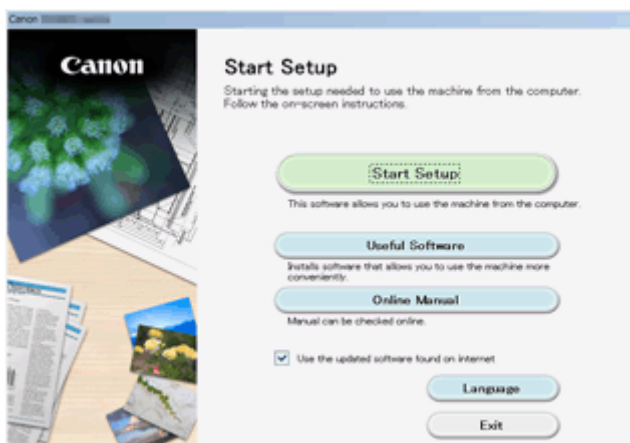 Canon
Canon
Start Setup
Starting the setup needed to use the machine from the computer.
Follow the on-screen instructions.
Start Setup
This software allows you to use the machine from the computer.
Useful Software
Installs software that allows you to use the machine more
conveniently.
Online Manual
Manual can be checked online.
Use the updated software found on internet
Language
Exit